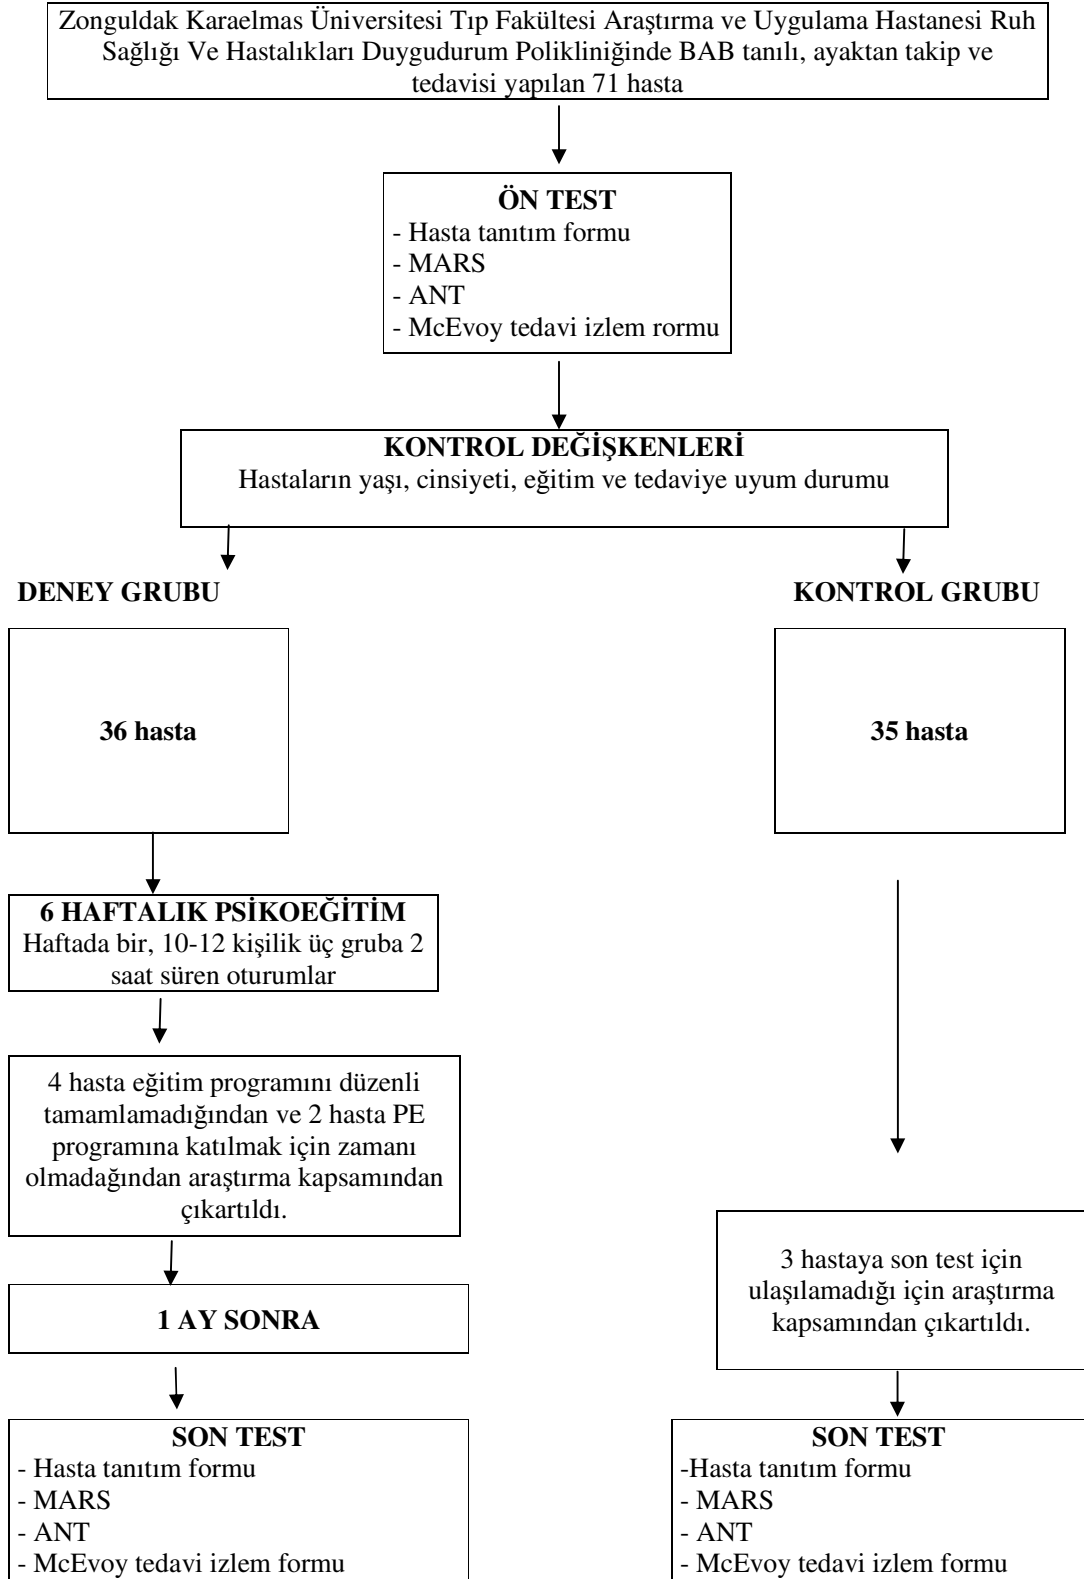 Zonguldak Karaelmas Üniversitesi Tıp Fakültesi Araştırma ve Uygulama Hastanesi Ruh
Sağlığı Ve Hastalıkları Duygudurum Polikliniğinde BAB tanılı, ayaktan takip ve
tedavisi yapılan 71 hasta
ÖN TEST
- Hasta tanıtım formu
- MARS
- ANT
- McEvoy tedavi izlem rormu
KONTROL DEĞİŞKENLERİ
Hastaların yaşı, cinsiyeti, eğitim ve tedaviye uyum durumu
DENEY GRUBU
KONTROL GRUBU
36 hasta
35 hasta
6 HAFTALIK PSİKOEĞİTİM
Haftada bir, 10-12 kişilik üç gruba 2
saat süren oturumlar
4 hasta eğitim programını düzenli
tamamlamadığından ve 2 hasta PE
programına katılmak için zamanı
olmadağından araştırma kapsamından
çıkartıldı.
3 hastaya son test için
ulaşılamadığı için araştırma
kapsamından çıkartıldı.
1 AY SONRA
SON TEST
- Hasta tanıtım formu
- MARS
- ANT
- McEvoy tedavi izlem formu
SON TEST
-Hasta tanıtım formu
- MARS
- ANT
- McEvoy tedavi izlem formu